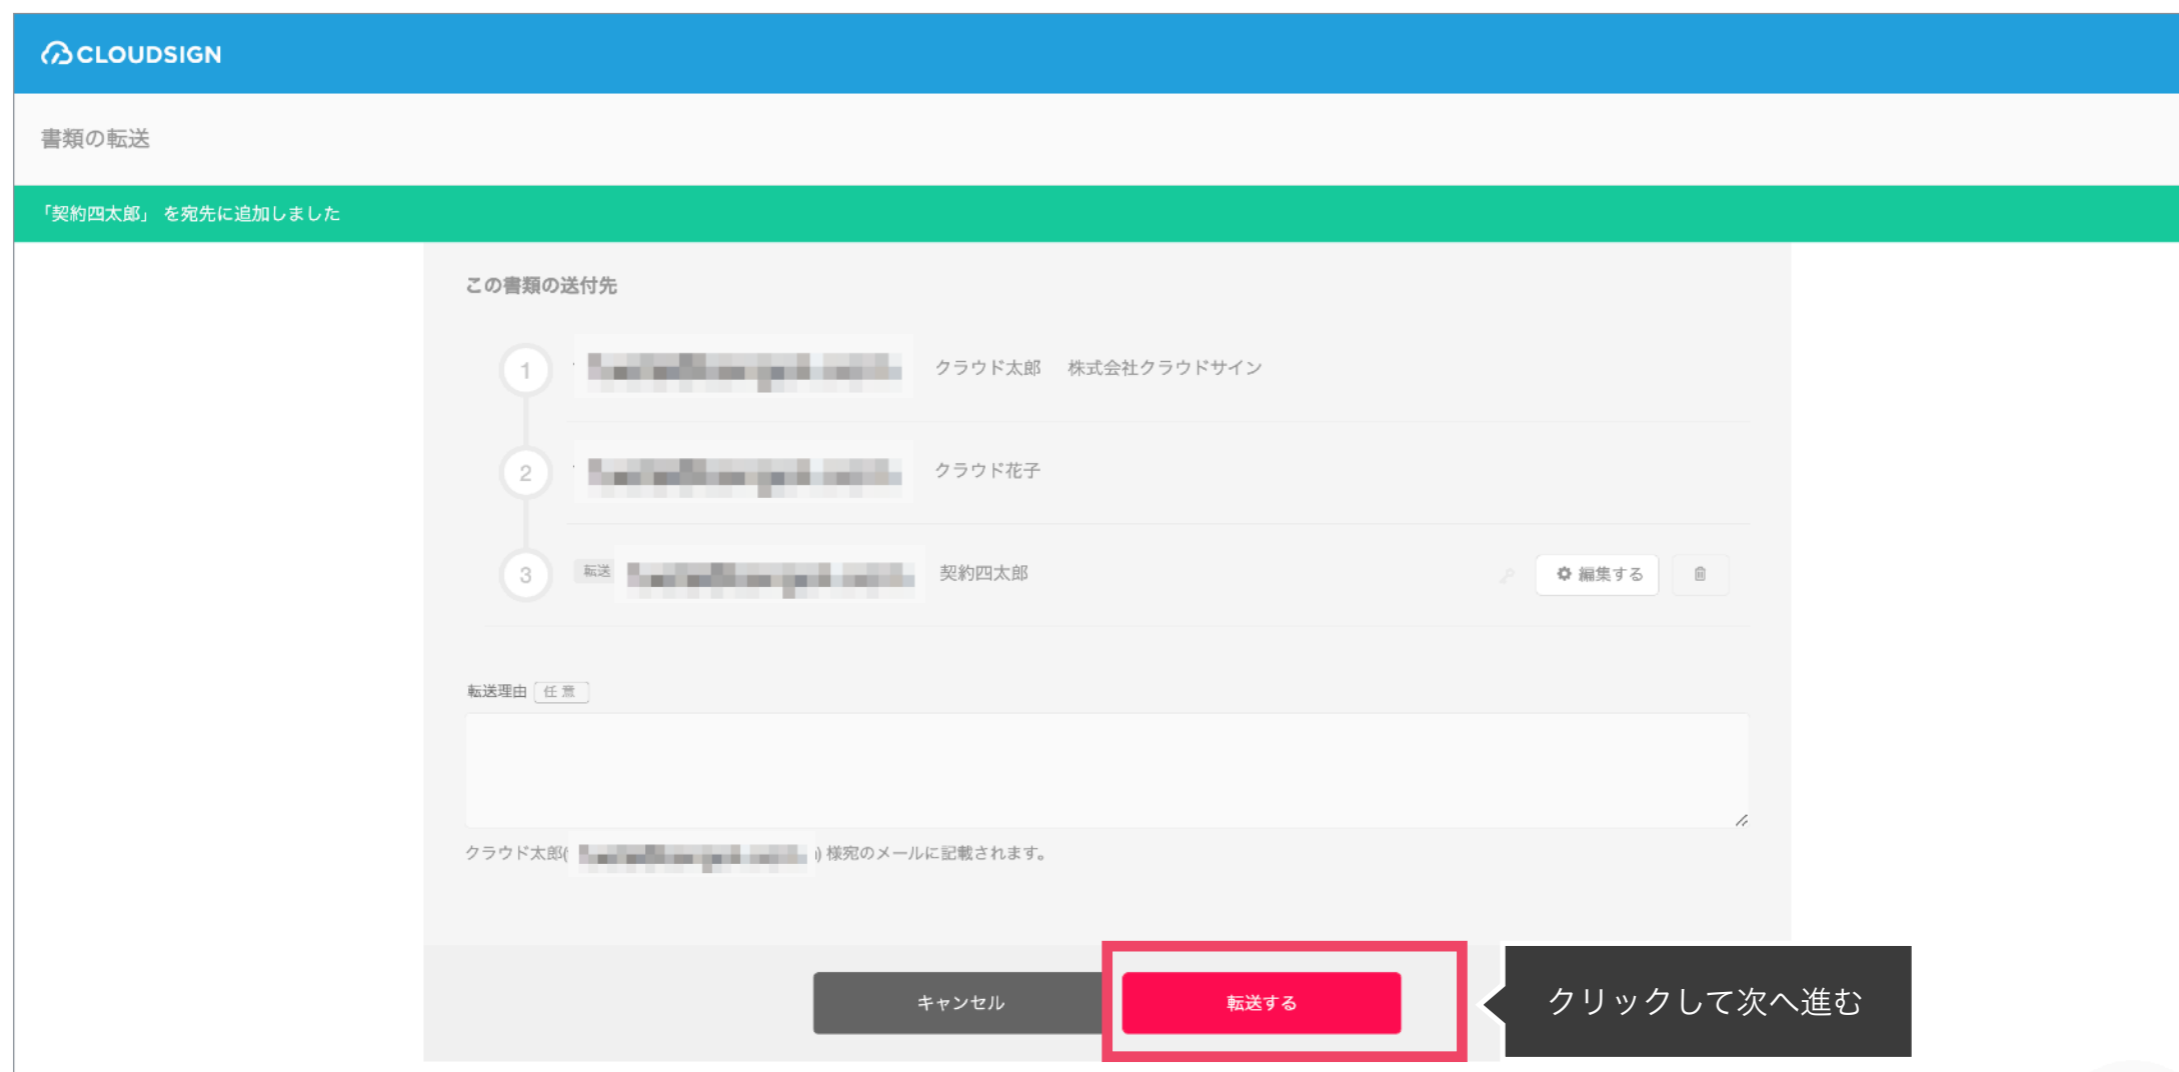 CLOUDSIGN
書類の転送
「契約四太郎」 を宛先に追加しました
この書類の送付先
1 クラウド太郎 株式会社クラウドサイン
2 クラウド花子
3 転送 契約四太郎 編集する
転送理由 任意
クラウド太郎( ) 様宛のメールに記載されます。
キャンセル 転送する クリックして次へ進む